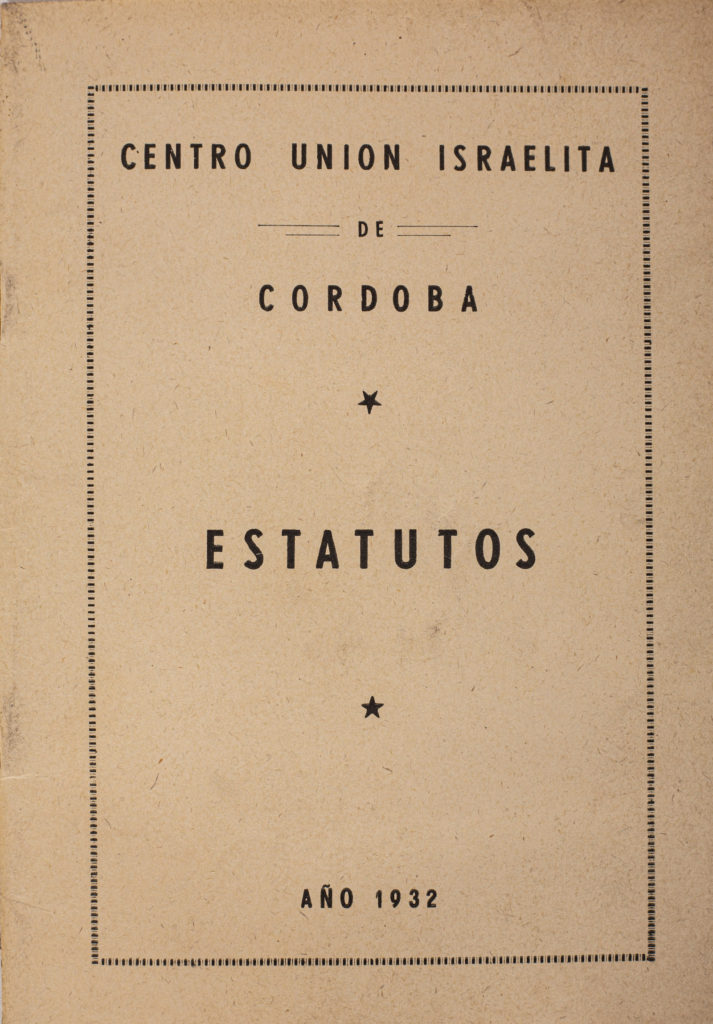 CENTRO UNION ISRAELITA
DE
CORDOBA
ESTATUTOS
AÑO 1932